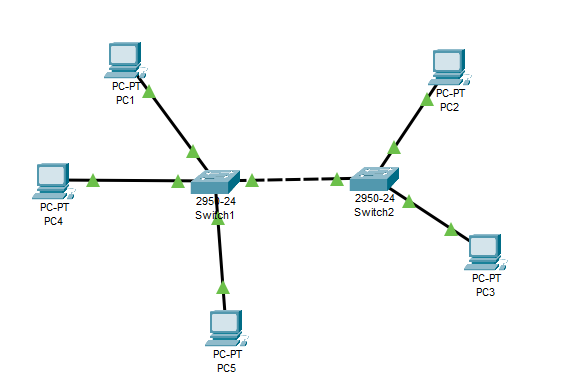 PC-PT
PC1
PC-PT
PC2
PC-PT
PC4
2950-24
Switch1
2950-24
Switch2
PC-PT
PC3
PC-PT
PC5